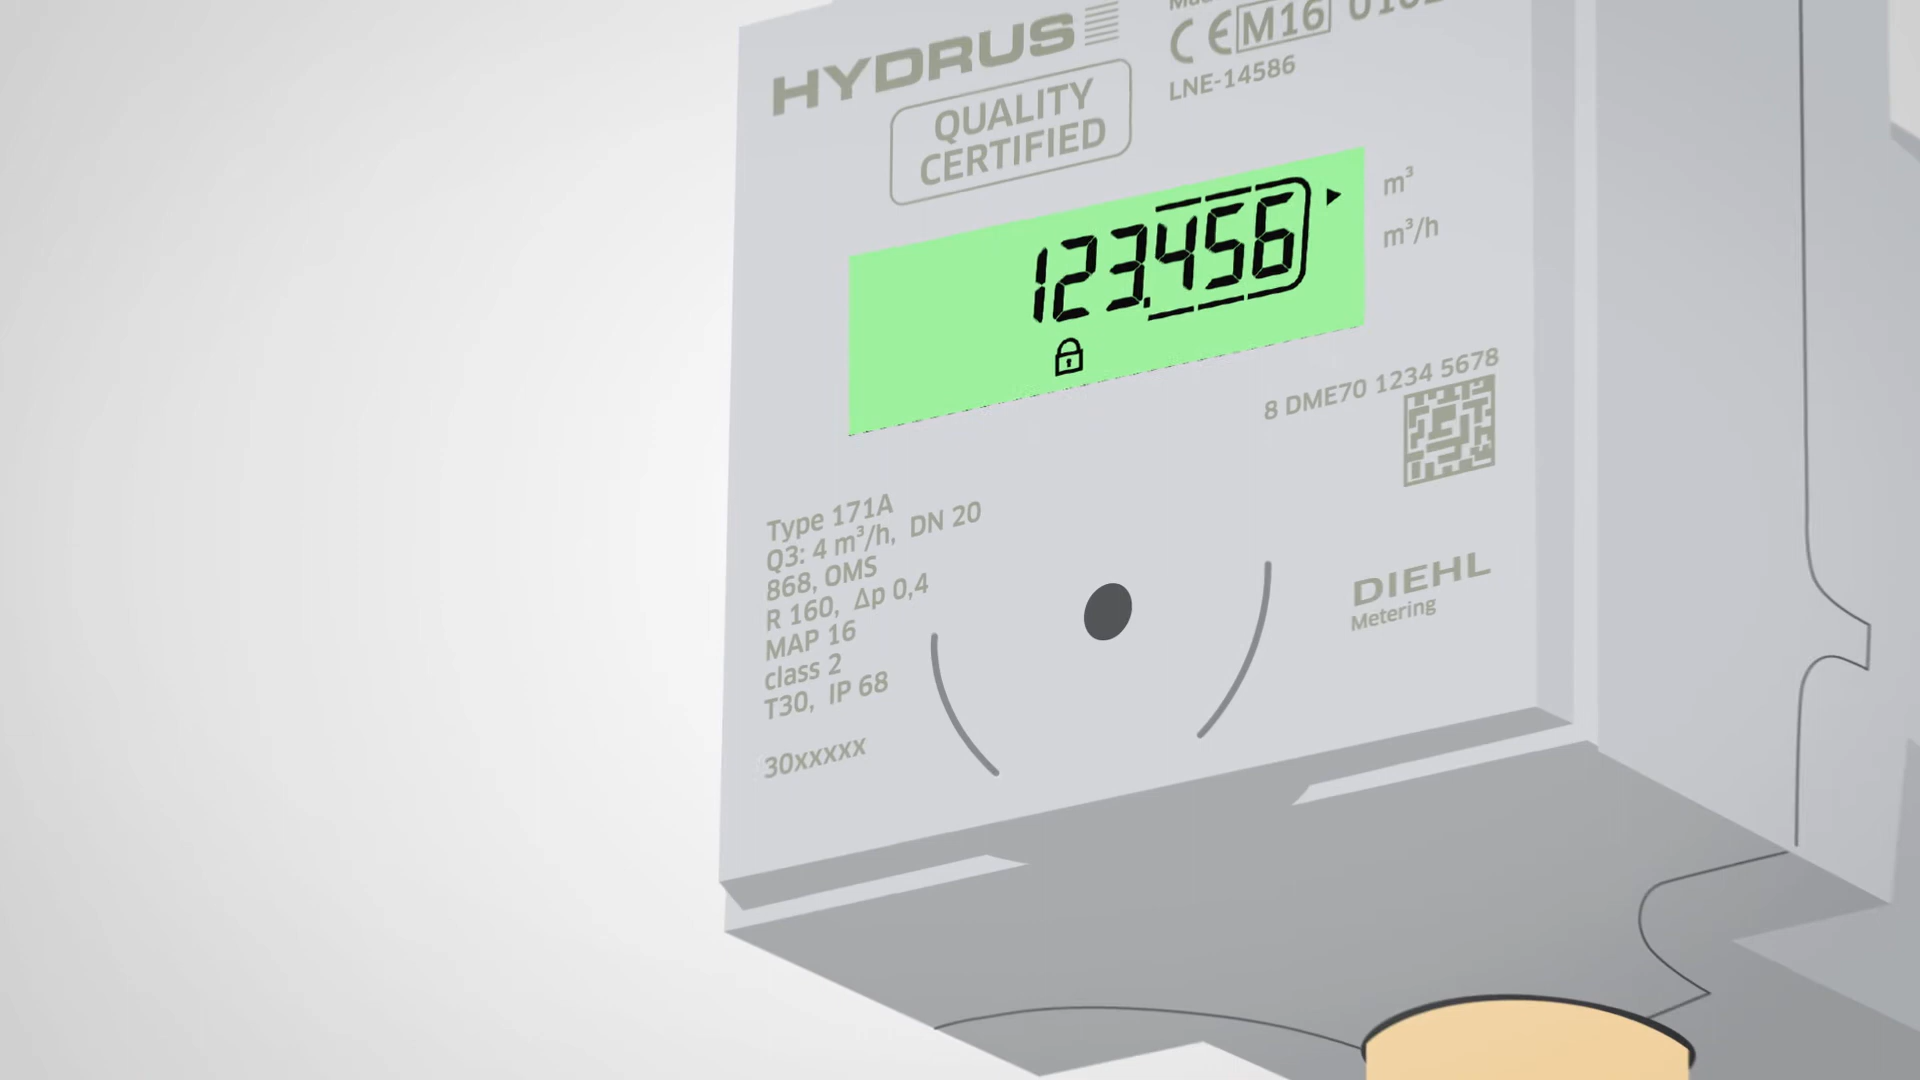 HYDRUS
QUALITY
CERTIFIED
CE M16
LNE-14586
123.456
m³
m³/h
8 DME70 1234 5678
Type 171A
Q3: 4 m³/h, DN 20
868, OMS
R 160, Δp 0,4
MAP 16
class 2
T30, IP 68
30xxxxx
DIEHL
Metering